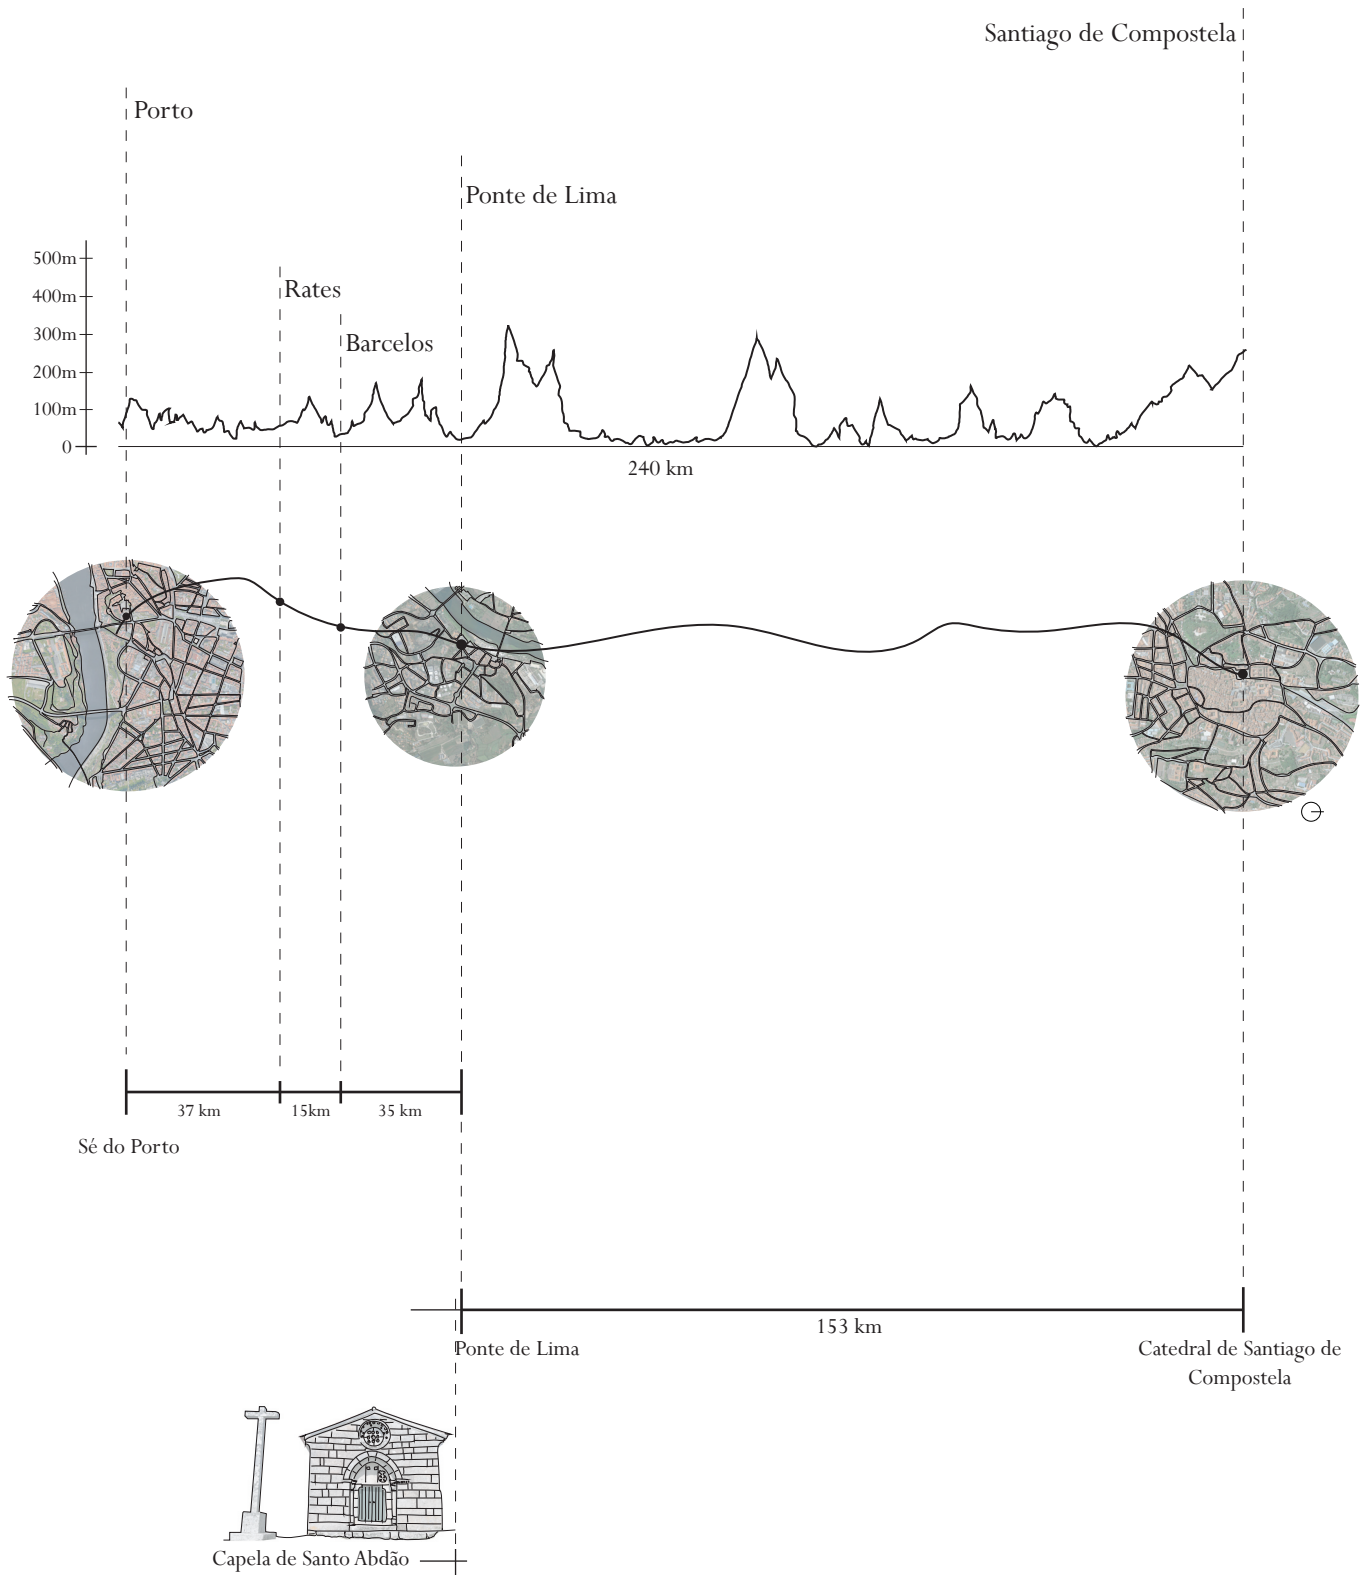 Santiago de Compostela
Porto
Ponte de Lima
500m
400m
Rates
300m
Barcelos
200m
100m
0
240 km
37 km
15km
35 km
Sé do Porto
153 km
Ponte de Lima
Catedral de Santiago de
Compostela
Capela de Santo Abdão